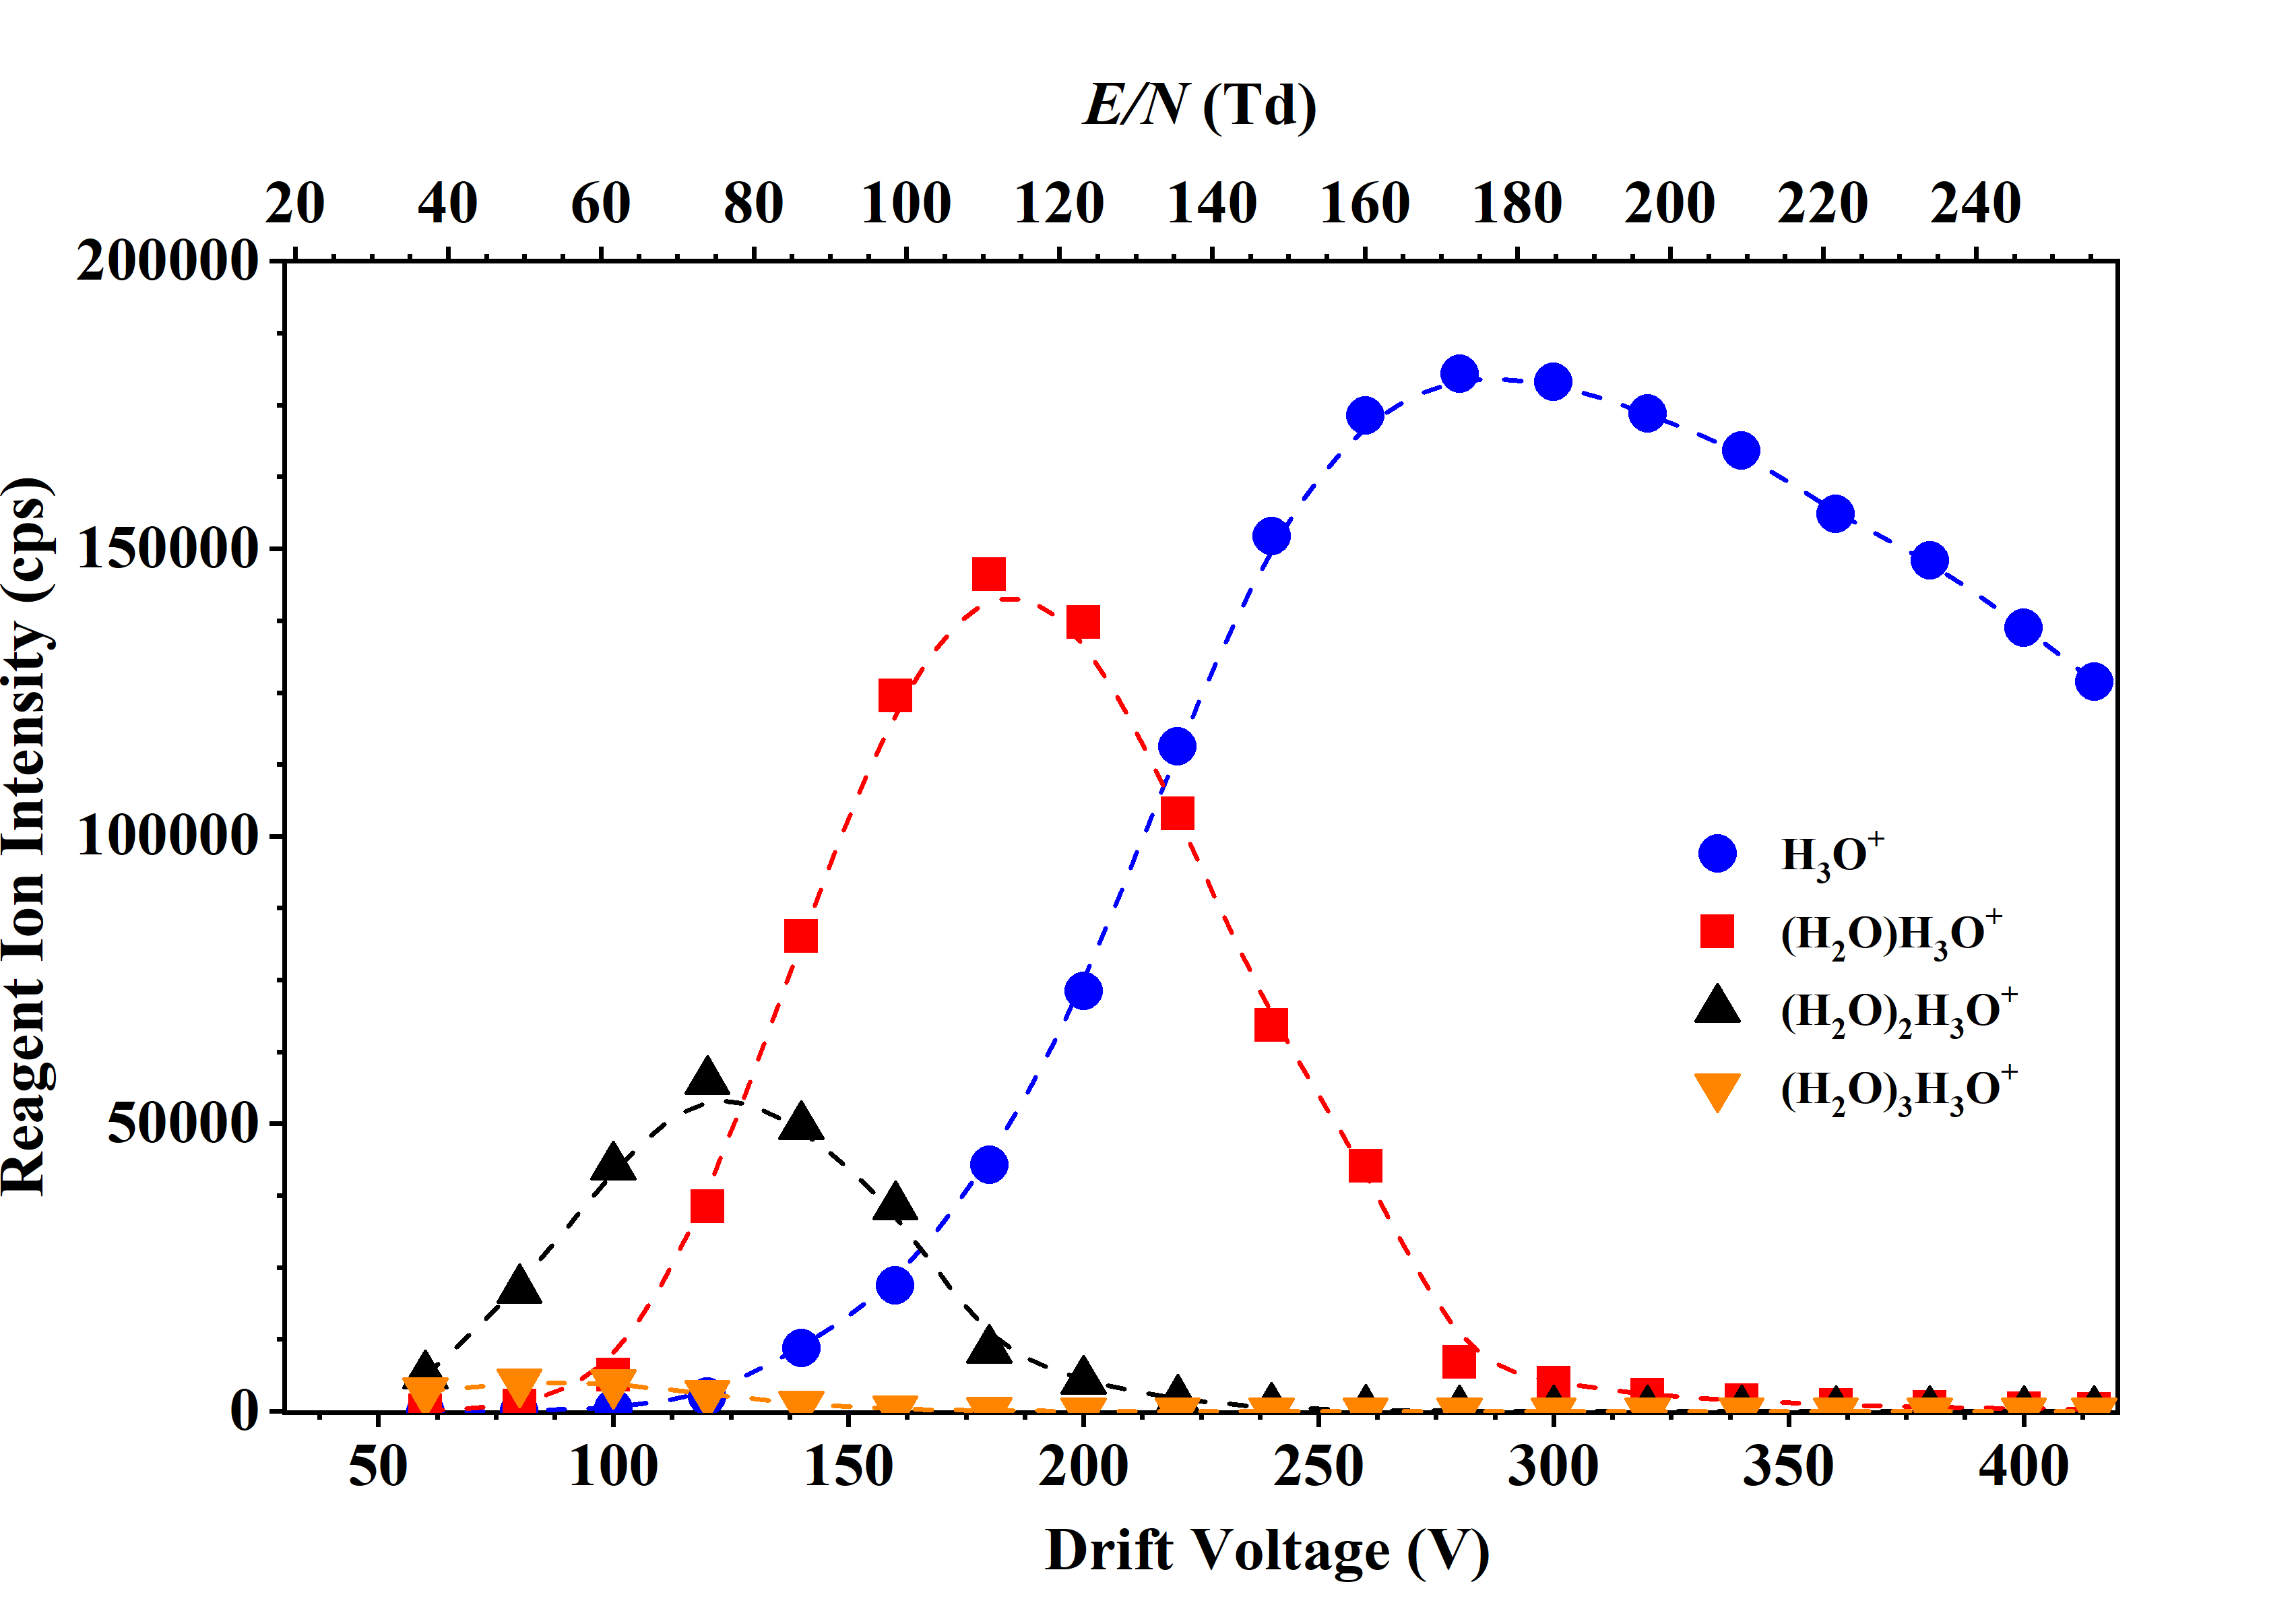 E/N (Td)
20 40 60 80 100 120 140 160 180 200 220 240
200000
150000
100000
50000
0
Reagent Ion Intensity (cps)
H₃O⁺
(H₂O)H₃O⁺
(H₂O)₂H₃O⁺
(H₂O)₃H₃O⁺
50 100 150 200 250 300 350 400
Drift Voltage (V)